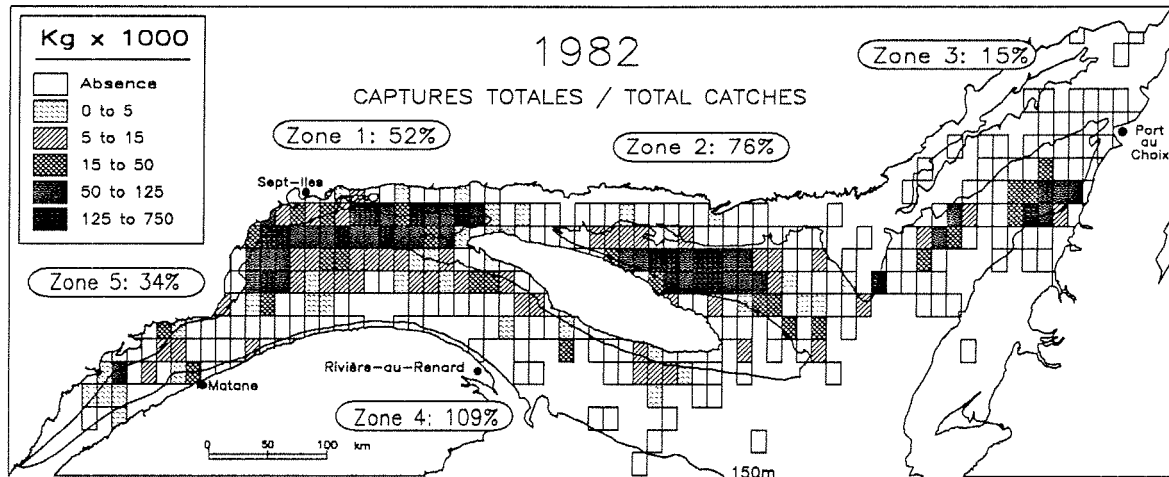 Kg x 1000
Absence
0 to 5
5 to 15
15 to 50
50 to 125
125 to 750
1982
CAPTURES TOTALES / TOTAL CATCHES
Zone 3: 15%
Zone 1: 52%
Zone 2: 76%
Port
au
Choix
Sept-Iles
Zone 5: 34%
Rivière-au-Renard
Matane
Zone 4: 109%
0 50 100
km
150m